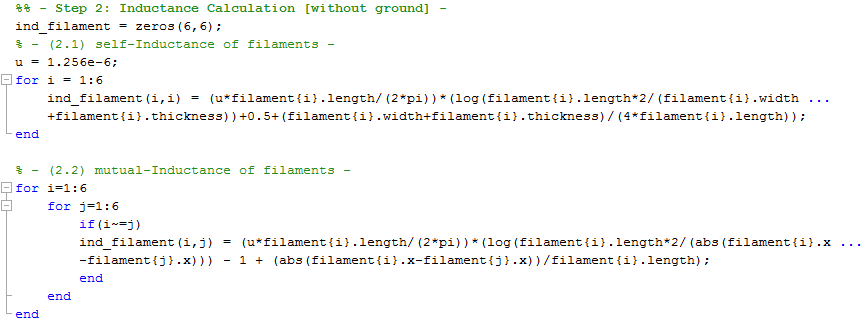 %% - Step 2: Inductance Calculation [without ground] -
ind_filament = zeros(6,6);
% - (2.1) self-Inductance of filaments -
u = 1.256e-6;
for i = 1:6
ind_filament(i,i) = (u*filament{i}.length/(2*pi))*(log(filament{i}.length*2/(filament{i}.width ...
+filament{i}.thickness))+0.5+(filament{i}.width+filament{i}.thickness)/(4*filament{i}.length));
end
% - (2.2) mutual-Inductance of filaments -
for i=1:6
for j=1:6
if(i~=j)
ind_filament(i,j) = (u*filament{i}.length/(2*pi))*(log(filament{i}.length*2/(abs(filament{i}.x ...
-filament{j}.x))) - 1 + (abs(filament{i}.x-filament{j}.x))/filament{i}.length);
end
end
end